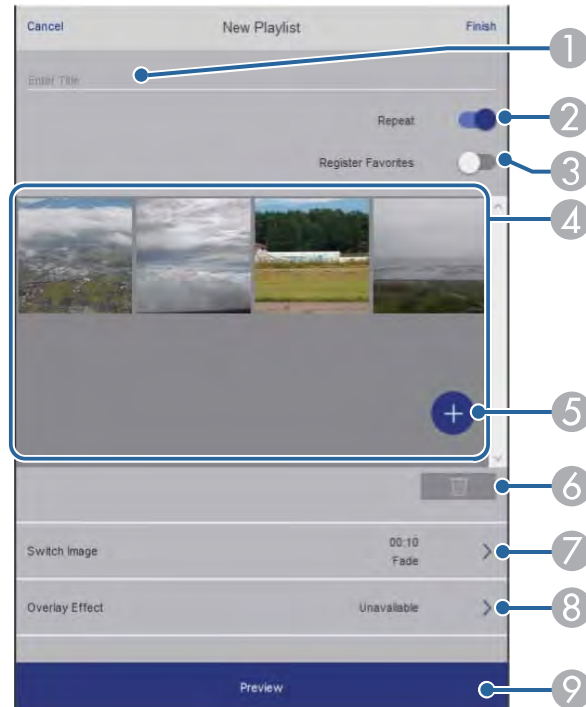 Cancel New Playlist Finish
1
Enter Title
Repeat
2
Register Favorites
3
4
5
6
Switch Image
00:10
Fade
7
Overlay Effect Unavailable
8
Preview
9